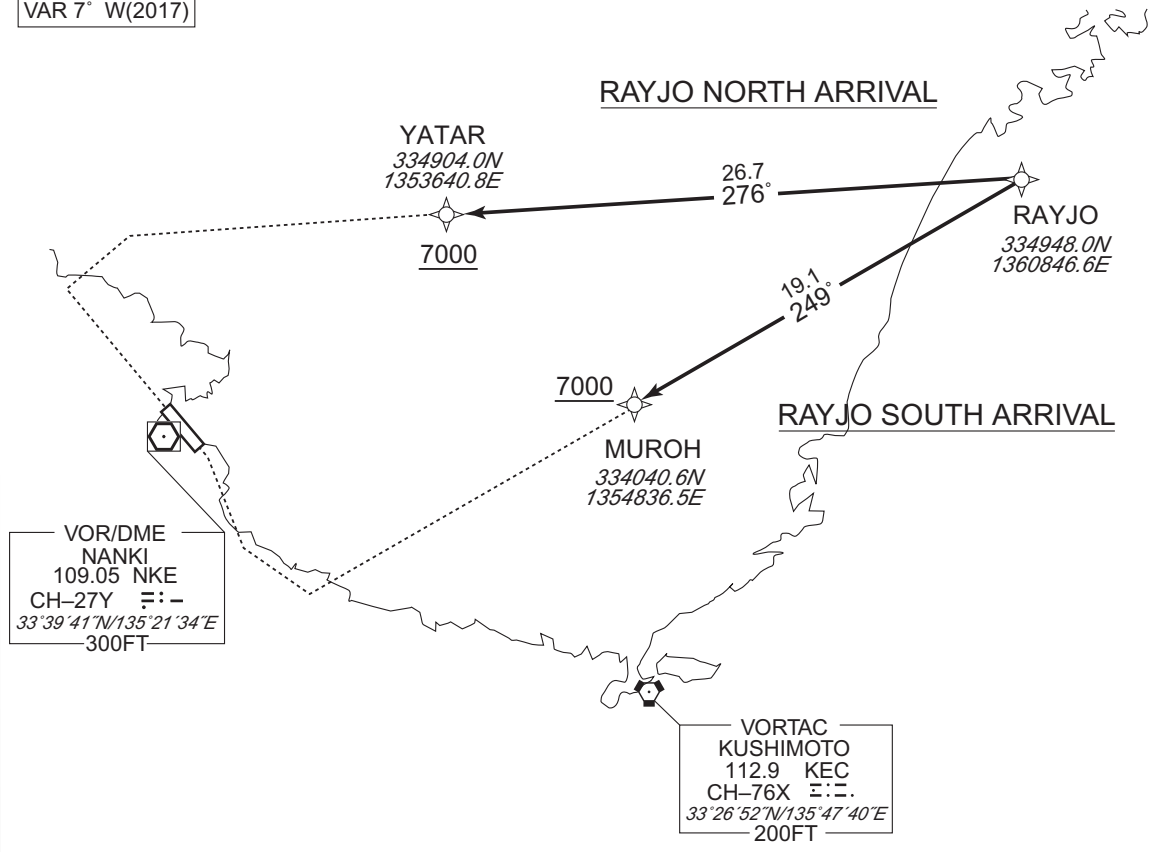 VAR 7° W(2017)
RAYJO NORTH ARRIVAL
YATAR
334904.0N
1353640.8E
7000
26.7
276°
RAYJO
334948.0N
1360846.6E
19.1
249°
7000
MUROH
334040.6N
1354836.5E
RAYJO SOUTH ARRIVAL
VOR/DME
NANKI
109.05 NKE
CH–27Y
33°39′41″N/135°21′34″E
300FT
VORTAC
KUSHIMOTO
112.9 KEC
CH–76X
33°26′52″N/135°47′40″E
200FT